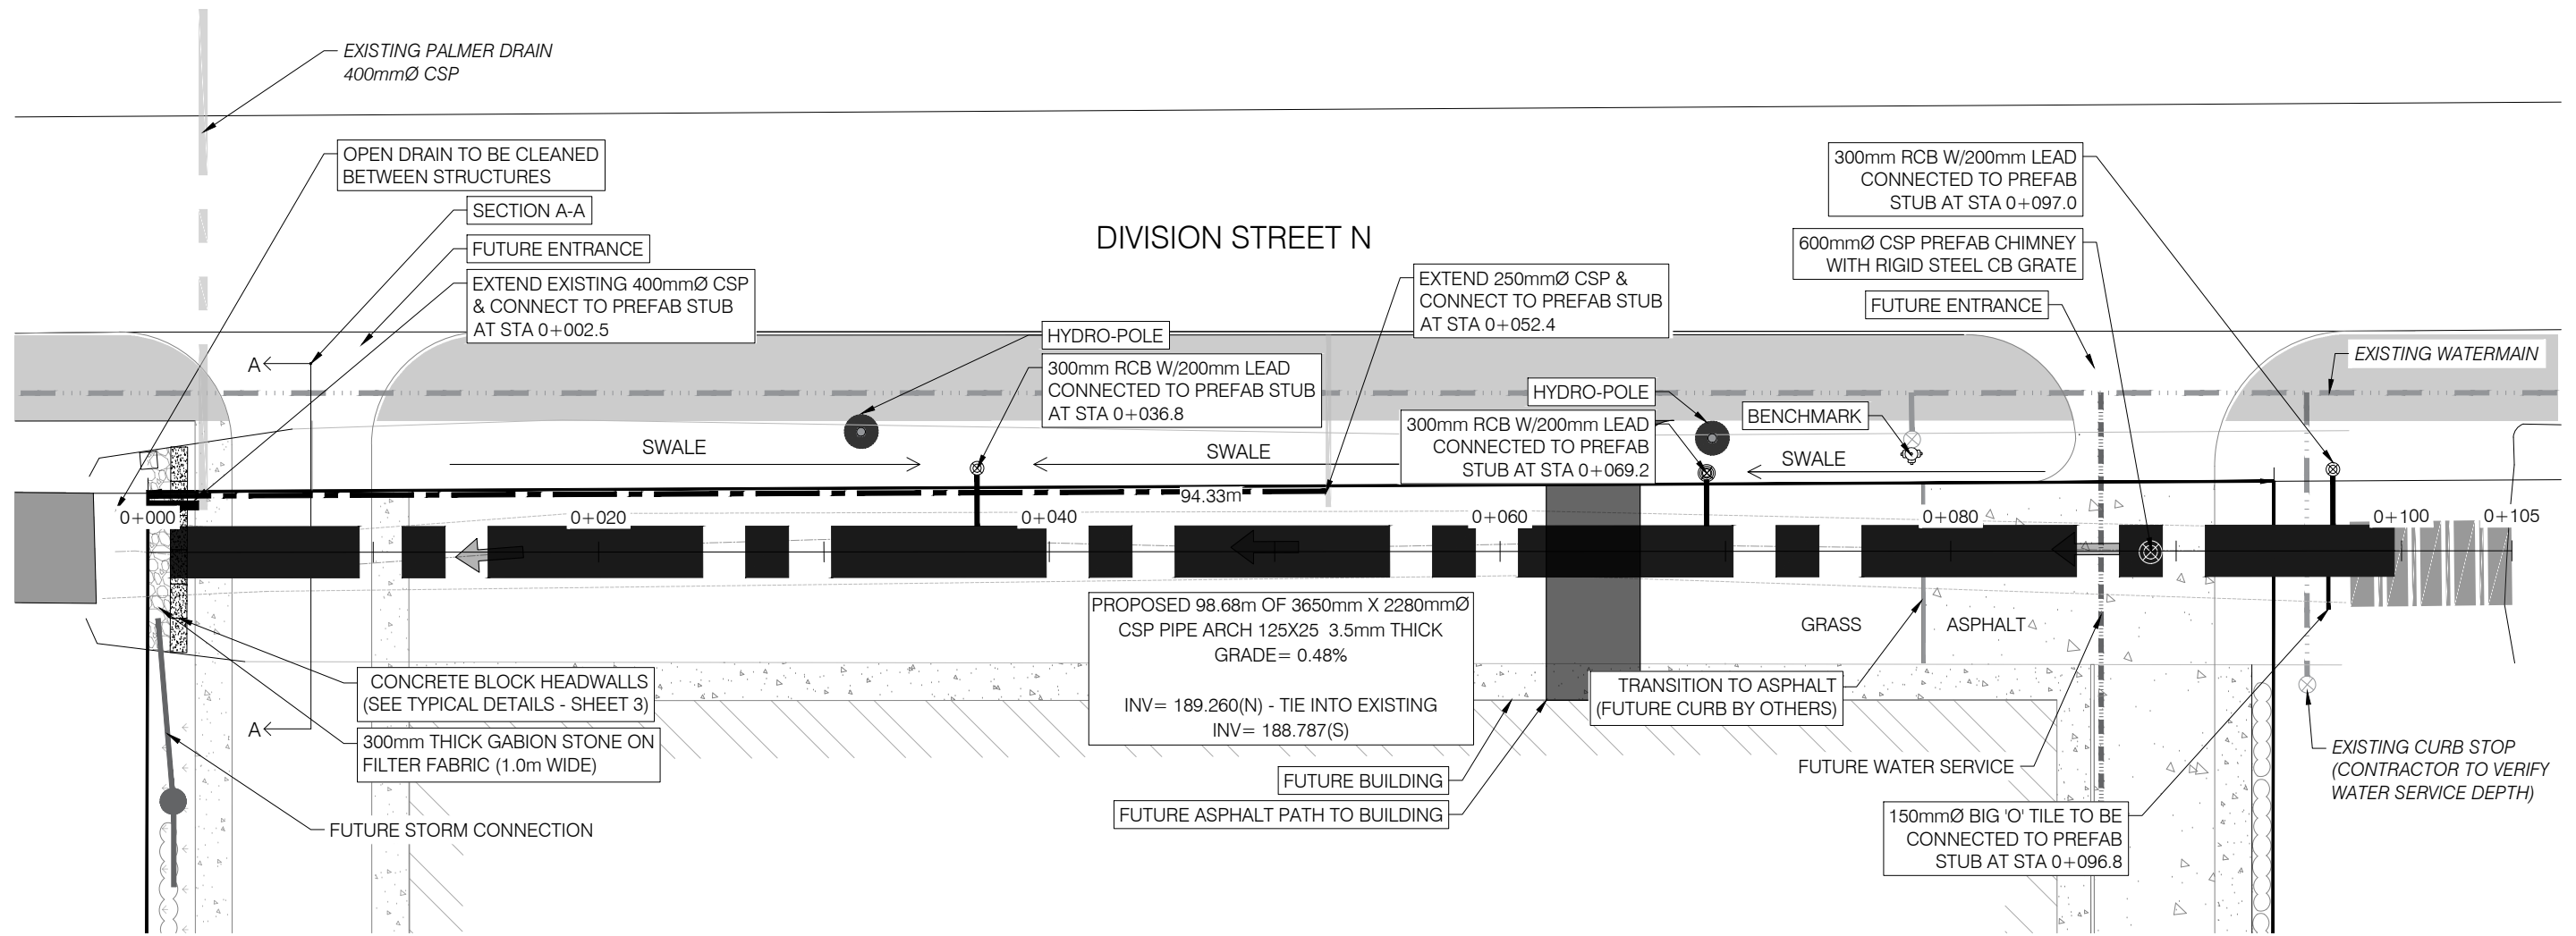 EXISTING PALMER DRAIN
400mmØ CSP
OPEN DRAIN TO BE CLEANED
BETWEEN STRUCTURES
SECTION A-A
FUTURE ENTRANCE
EXTEND EXISTING 400mmØ CSP
& CONNECT TO PREFAB STUB
AT STA 0+002.5
DIVISION STREET N
HYDRO-POLE
300mm RCB W/200mm LEAD
CONNECTED TO PREFAB STUB
AT STA 0+036.8
EXTEND 250mmØ CSP &
CONNECT TO PREFAB STUB
AT STA 0+052.4
HYDRO-POLE
300mm RCB W/200mm LEAD
CONNECTED TO PREFAB
STUB AT STA 0+069.2
BENCHMARK
300mm RCB W/200mm LEAD
CONNECTED TO PREFAB
STUB AT STA 0+097.0
600mmØ CSP PREFAB CHIMNEY
WITH RIGID STEEL CB GRATE
FUTURE ENTRANCE
EXISTING WATERMAIN
A
SWALE
SWALE
SWALE
94.33m
0+000
0+020
0+040
0+060
0+080
0+100
0+105
PROPOSED 98.68m OF 3650mm X 2280mmØ
CSP PIPE ARCH 125X25 3.5mm THICK
GRADE= 0.48%
INV= 189.260(N) - TIE INTO EXISTING
INV= 188.787(S)
GRASS
ASPHALT
CONCRETE BLOCK HEADWALLS
(SEE TYPICAL DETAILS - SHEET 3)
A
300mm THICK GABION STONE ON
FILTER FABRIC (1.0m WIDE)
FUTURE STORM CONNECTION
TRANSITION TO ASPHALT
(FUTURE CURB BY OTHERS)
FUTURE BUILDING
FUTURE ASPHALT PATH TO BUILDING
FUTURE WATER SERVICE
150mmØ BIG 'O' TILE TO BE
CONNECTED TO PREFAB
STUB AT STA 0+096.8
EXISTING CURB STOP
(CONTRACTOR TO VERIFY
WATER SERVICE DEPTH)